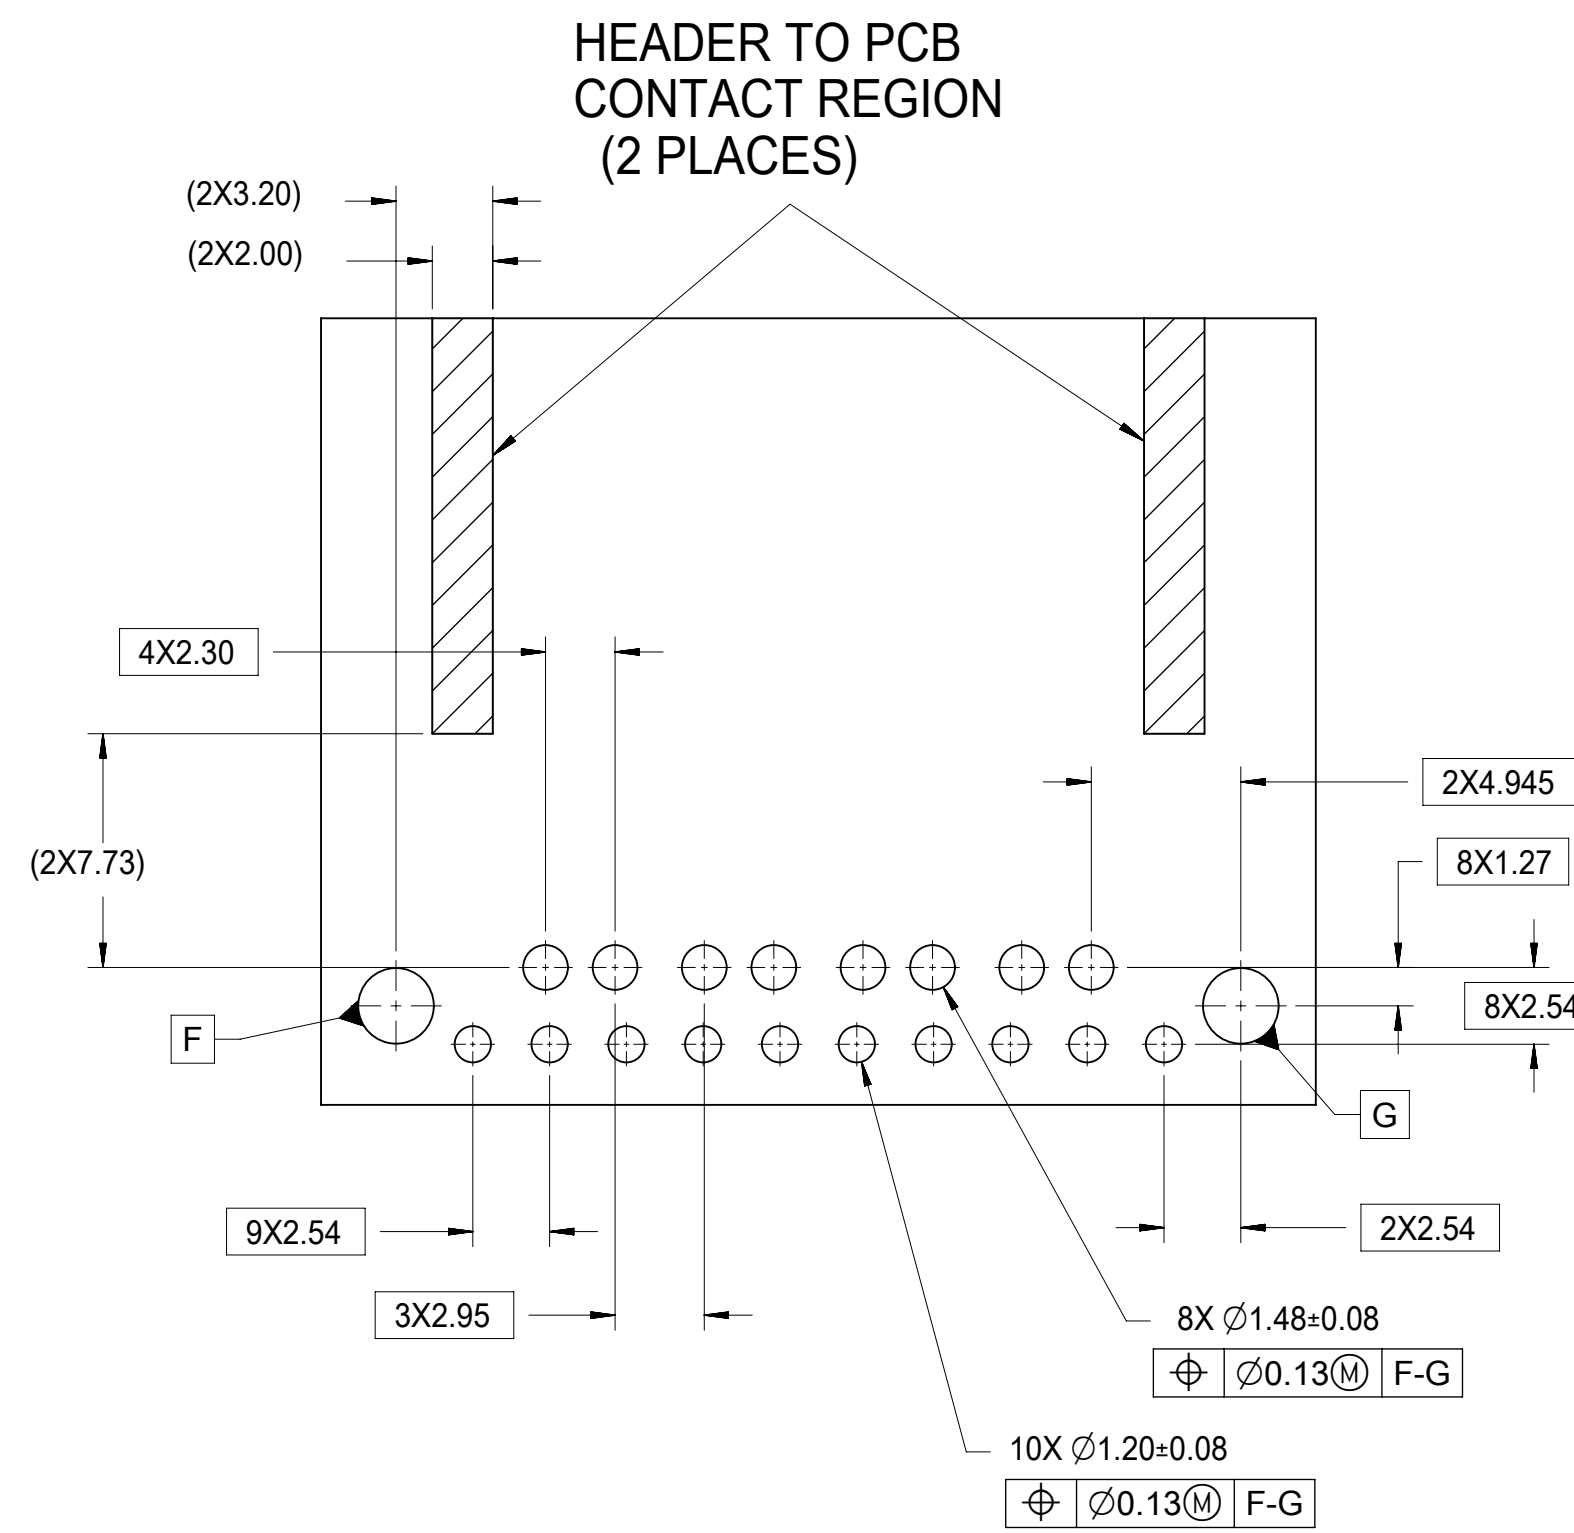 HEADER TO PCB
CONTACT REGION
(2 PLACES)
(2X3.20)
(2X2.00)
4X2.30
2X4.945
(2X7.73)
8X1.27
8X2.54
F
G
9X2.54
2X2.54
3X2.95
8X ∅1.48±0.08
⌖ ∅0.13Ⓜ F-G
10X ∅1.20±0.08
⌖ ∅0.13Ⓜ F-G